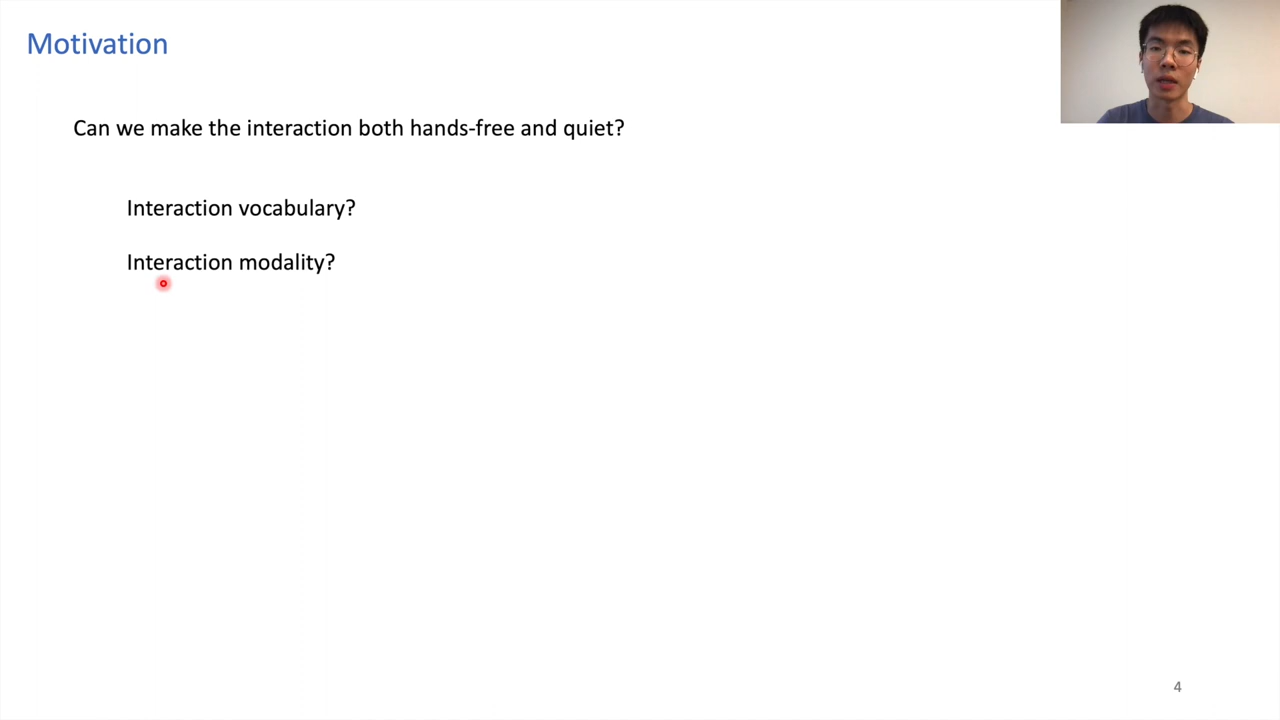 Motivation
Can we make the interaction both hands-free and quiet?
Interaction vocabulary?
Interaction modality?
4